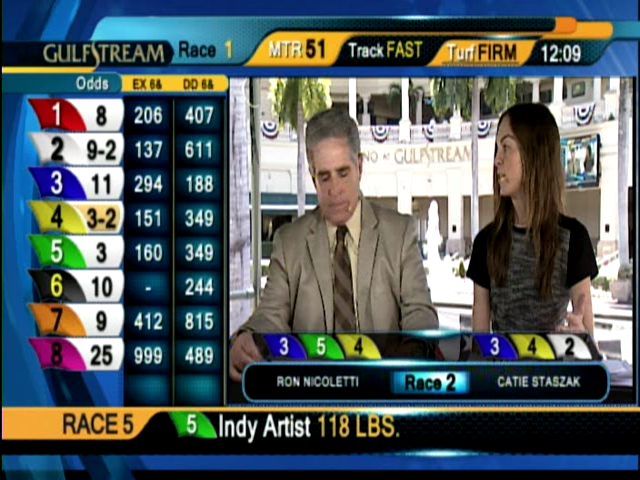 GULFSTREAM Race 1 MTR 51 Track FAST Turf FIRM 12:09
Odds EX 6& DD 6&
1 8 206 407
2 9-2 137 611
3 11 294 188
4 3-2 151 349
5 3 160 349
6 10 - 244
7 9 412 815
8 25 999 489
NO AT GULFSTREAM
3 5 4 3 4 2
RON NICOLETTI Race 2 CATIE STASZAK
RACE 5 5 Indy Artist 118 LBS.